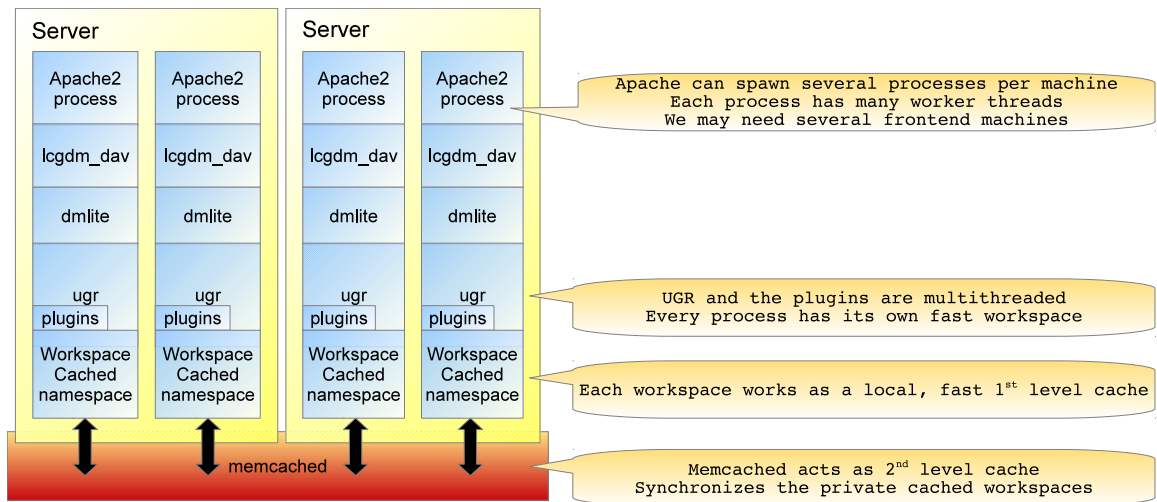 Server
Apache2
process
lcgdm_dav
dmlite
ugr
plugins
Workspace
Cached
namespace
Apache2
process
lcgdm_dav
dmlite
ugr
plugins
Workspace
Cached
namespace
Server
Apache2
process
lcgdm_dav
dmlite
ugr
plugins
Workspace
Cached
namespace
Apache2
process
lcgdm_dav
dmlite
ugr
plugins
Workspace
Cached
namespace
memcached
Apache can spawn several processes per machine
Each process has many worker threads
We may need several frontend machines
UGR and the plugins are multithreaded
Every process has its own fast workspace
Each workspace works as a local, fast 1st level cache
Memcached acts as 2nd level cache
Synchronizes the private cached workspaces